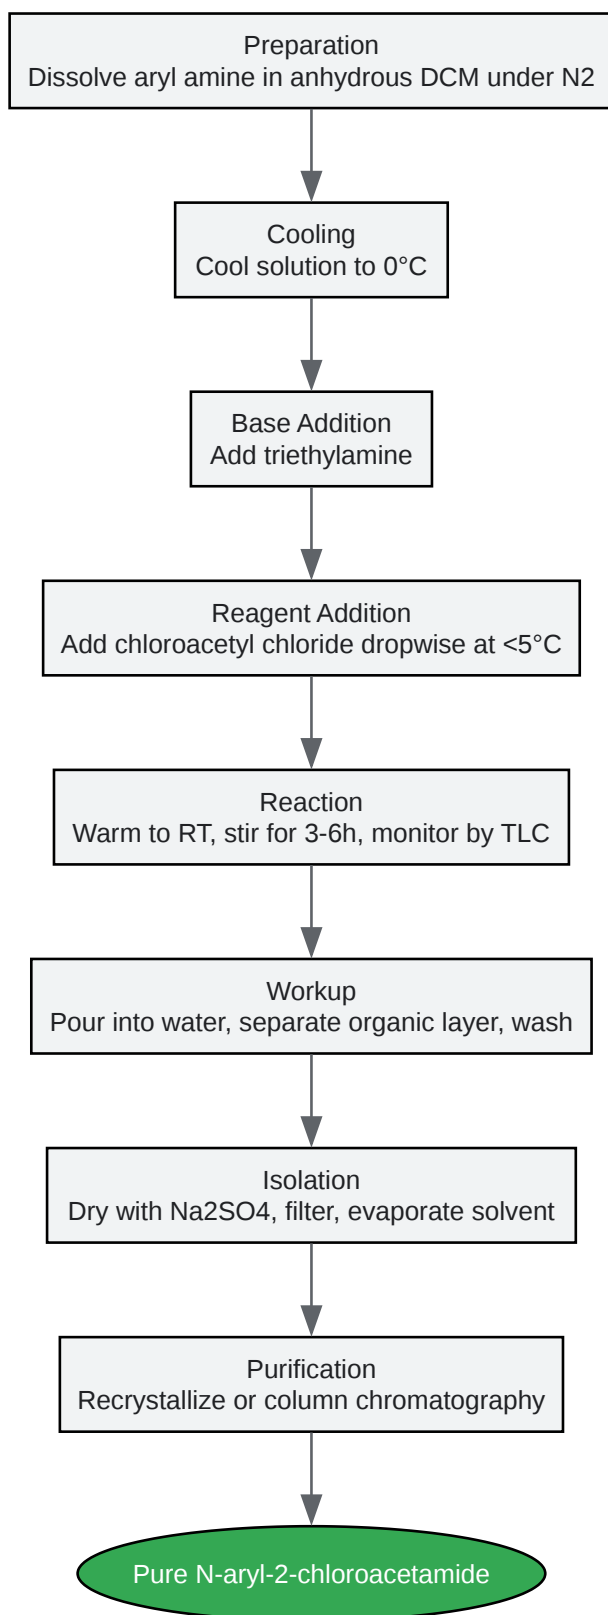 Preparation
Dissolve aryl amine in anhydrous DCM under N2
Cooling
Cool solution to 0°C
Base Addition
Add triethylamine
Reagent Addition
Add chloroacetyl chloride dropwise at <5°C
Reaction
Warm to RT, stir for 3-6h, monitor by TLC
Workup
Pour into water, separate organic layer, wash
Isolation
Dry with Na2SO4, filter, evaporate solvent
Purification
Recrystallize or column chromatography
Pure N-aryl-2-chloroacetamide